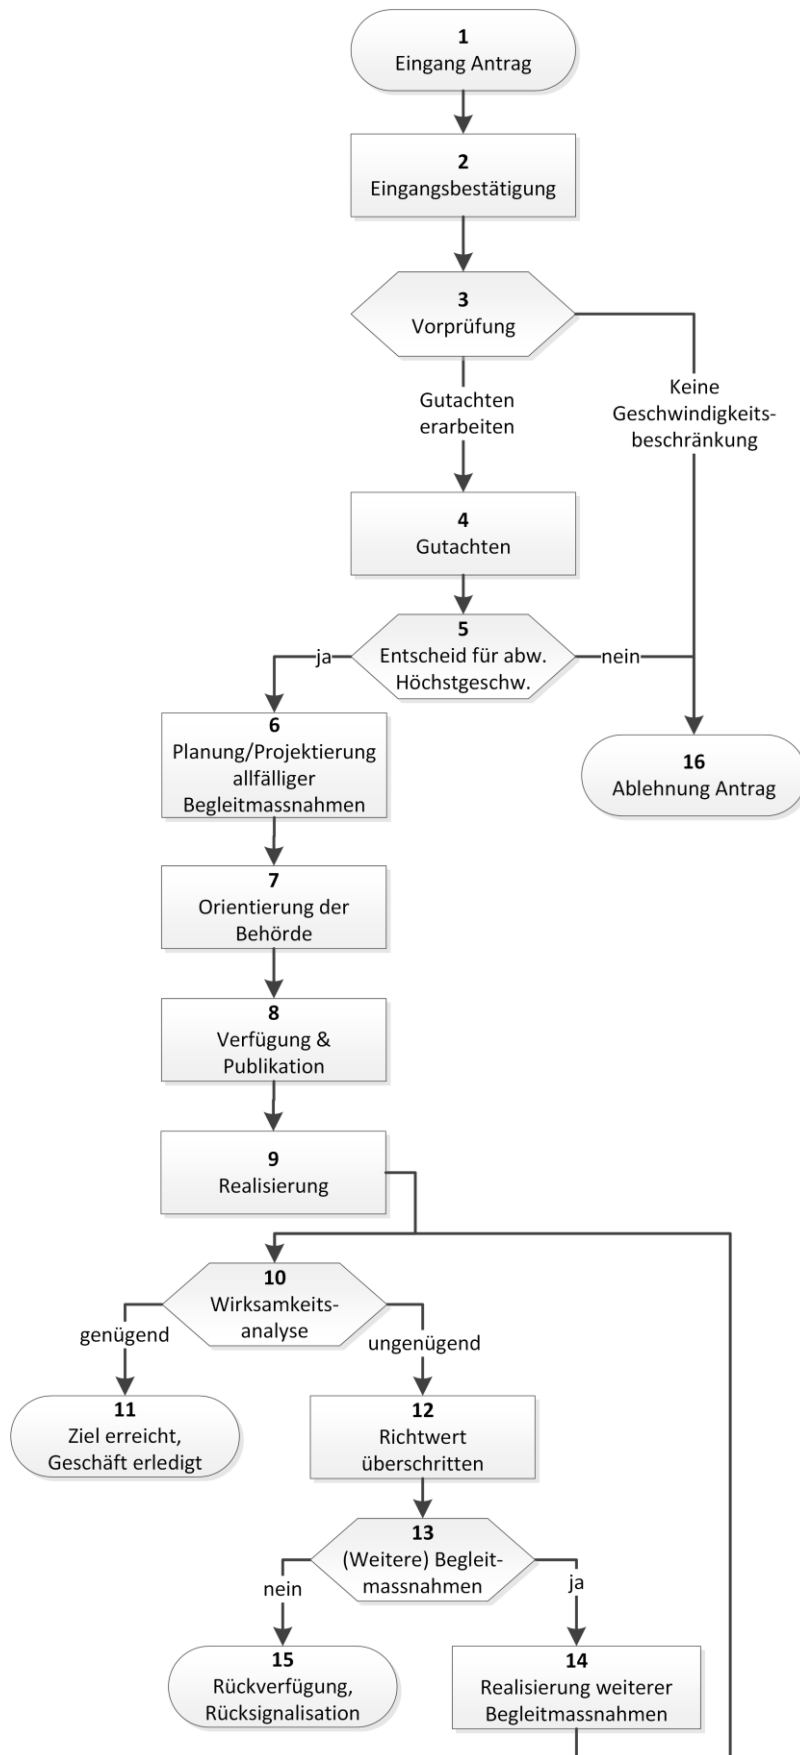 1
Eingang Antrag
2
Eingangsbestätigung
3
Vorprüfung
Gutachten
erarbeiten
Keine
Geschwindigkeits-
beschränkung
4
Gutachten
5
Entscheid für abw.
Höchstgeschw.
ja
nein
6
Planung/Projektierung
allfälliger
Begleitmassnahmen
16
Ablehnung Antrag
7
Orientierung der
Behörde
8
Verfügung &
Publikation
9
Realisierung
10
Wirksamkeits-
analyse
genügend
ungenügend
11
Ziel erreicht,
Geschäft erledigt
12
Richtwert
überschritten
13
(Weitere) Begleit-
massnahmen
nein
ja
15
Rückverfügung,
Rücksignalisation
14
Realisierung weiterer
Begleitmassnahmen